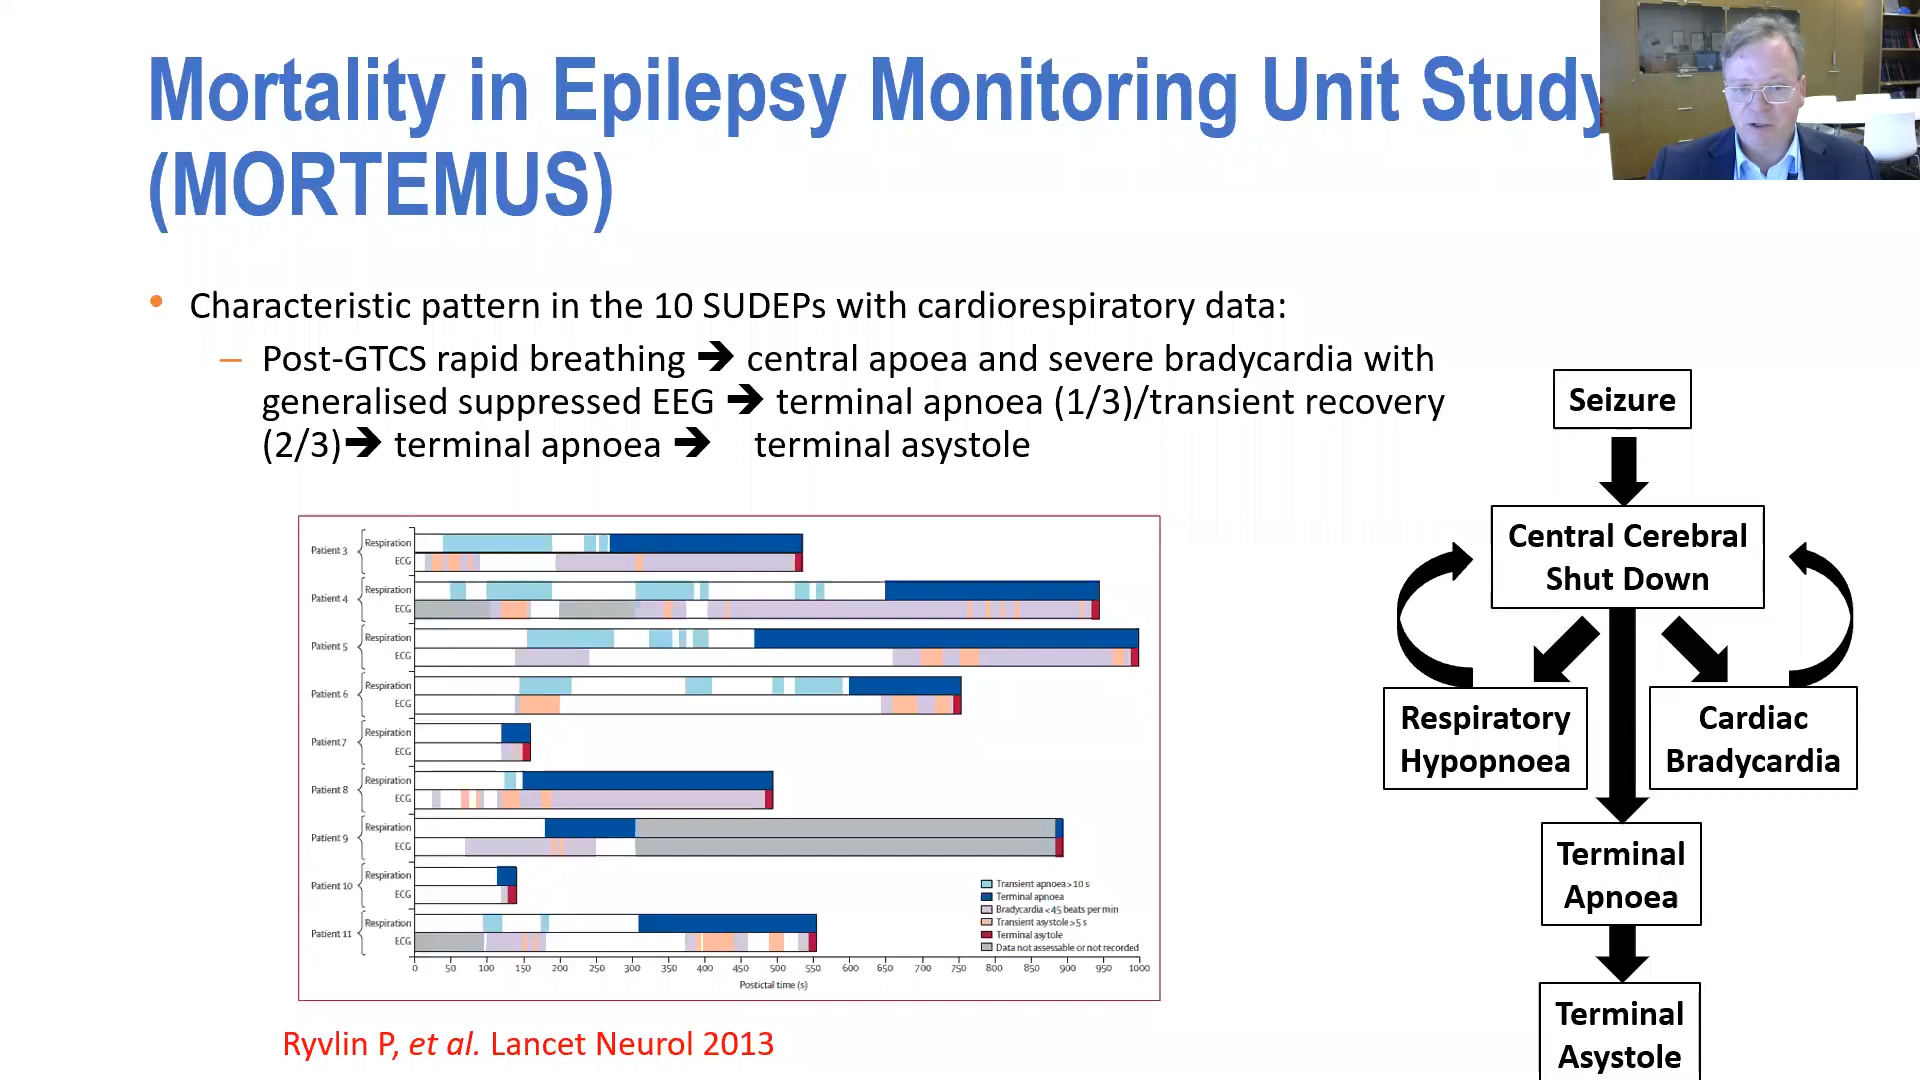 Mortality in Epilepsy Monitoring Unit Study
(MORTEMUS)
• Characteristic pattern in the 10 SUDEPs with cardiorespiratory data:
– Post-GTCS rapid breathing ➔ central apoea and severe bradycardia with
generalised suppressed EEG ➔ terminal apnoea (1/3)/transient recovery
(2/3)➔ terminal apnoea ➔ terminal asystole
Patient 3
Respiration
ECG
Patient 4
Respiration
ECG
Patient 5
Respiration
ECG
Patient 6
Respiration
ECG
Patient 7
Respiration
ECG
Patient 8
Respiration
ECG
Patient 9
Respiration
ECG
Patient 10
Respiration
ECG
Patient 11
Respiration
ECG
Transient apnoea >10 s
Terminal apnoea
Bradycardia <45 beats per min
Transient asystole >5 s
Terminal asytole
Data not assessable or not recorded
0 50 100 150 200 250 300 350 400 450 500 550 600 650 700 750 800 850 900 950 1000
Postictal time (s)
Ryvlin P, et al. Lancet Neurol 2013
Seizure
Central Cerebral
Shut Down
Respiratory
Hypopnoea
Cardiac
Bradycardia
Terminal
Apnoea
Terminal
Asystole